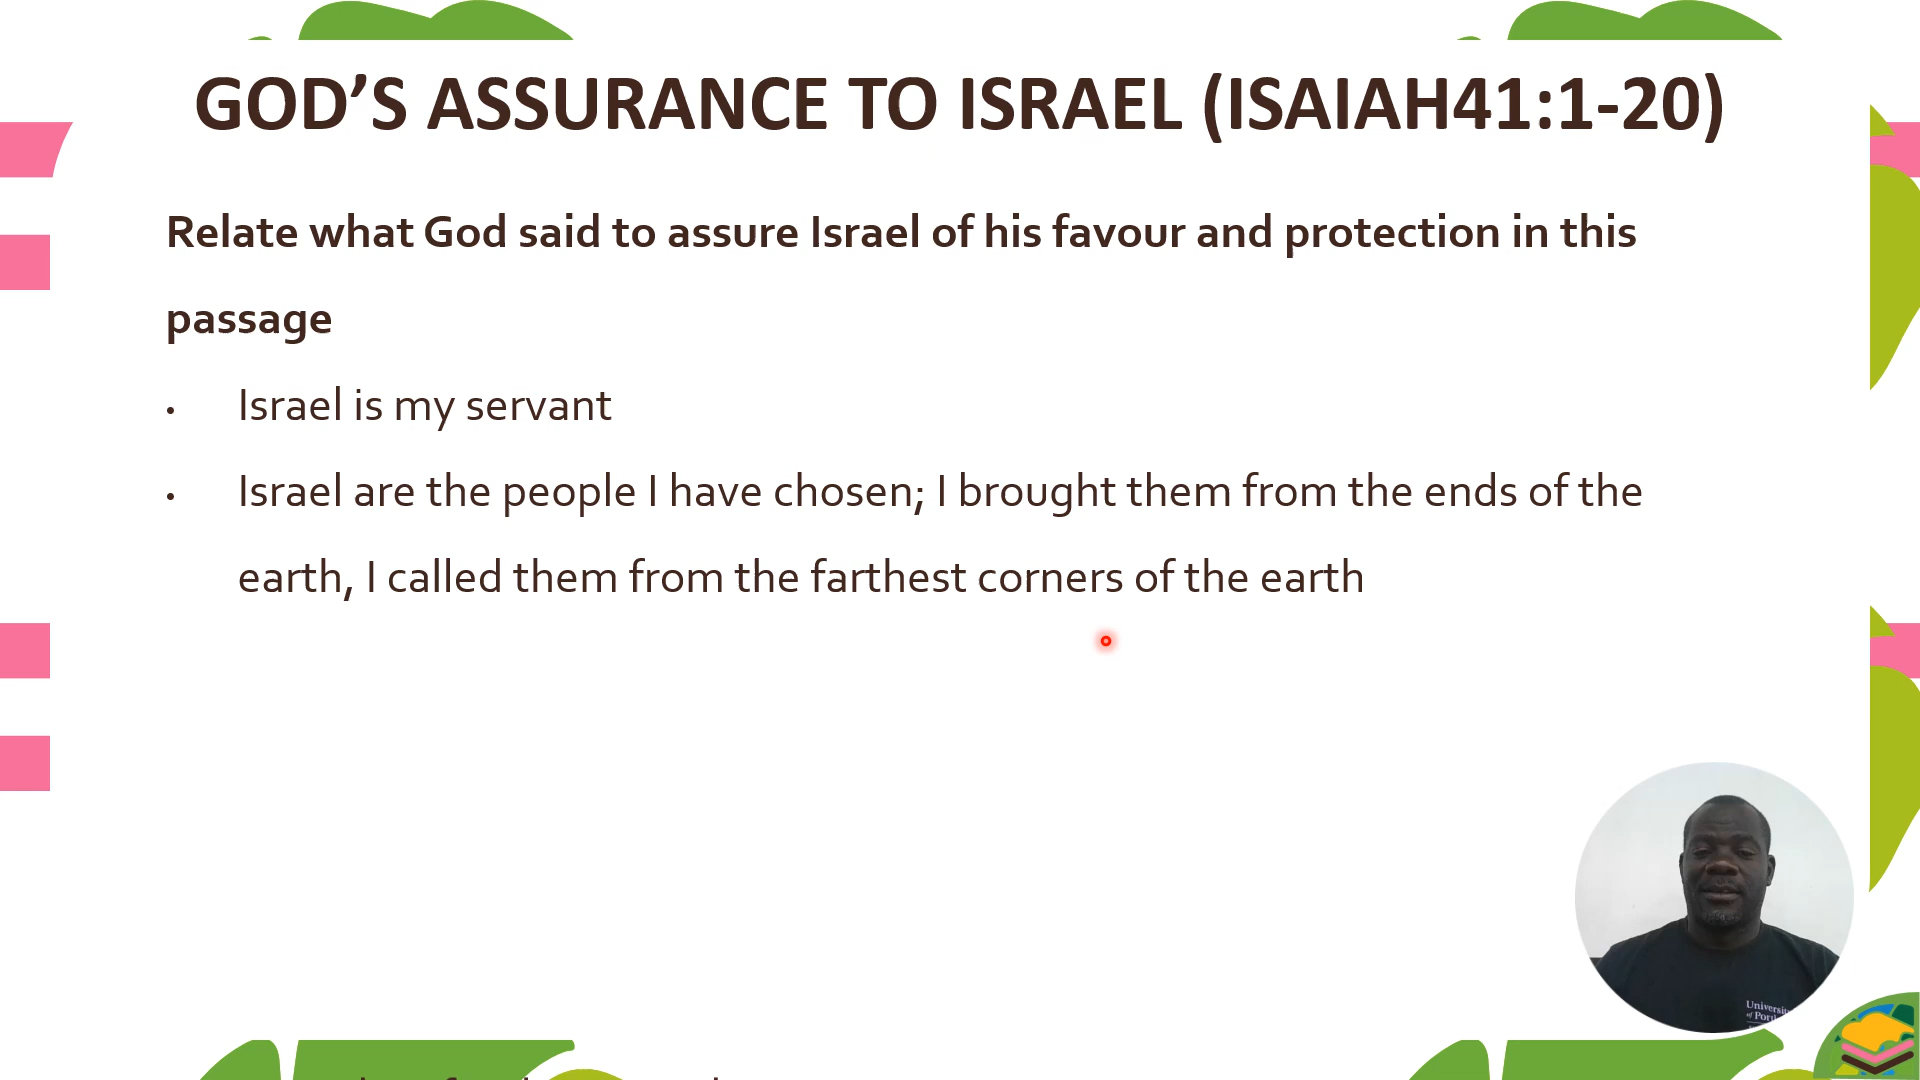 GOD’S ASSURANCE TO ISRAEL (ISAIAH41:1-20)
Relate what God said to assure Israel of his favour and protection in this
passage
• Israel is my servant
• Israel are the people I have chosen; I brought them from the ends of the
earth, I called them from the farthest corners of the earth
of